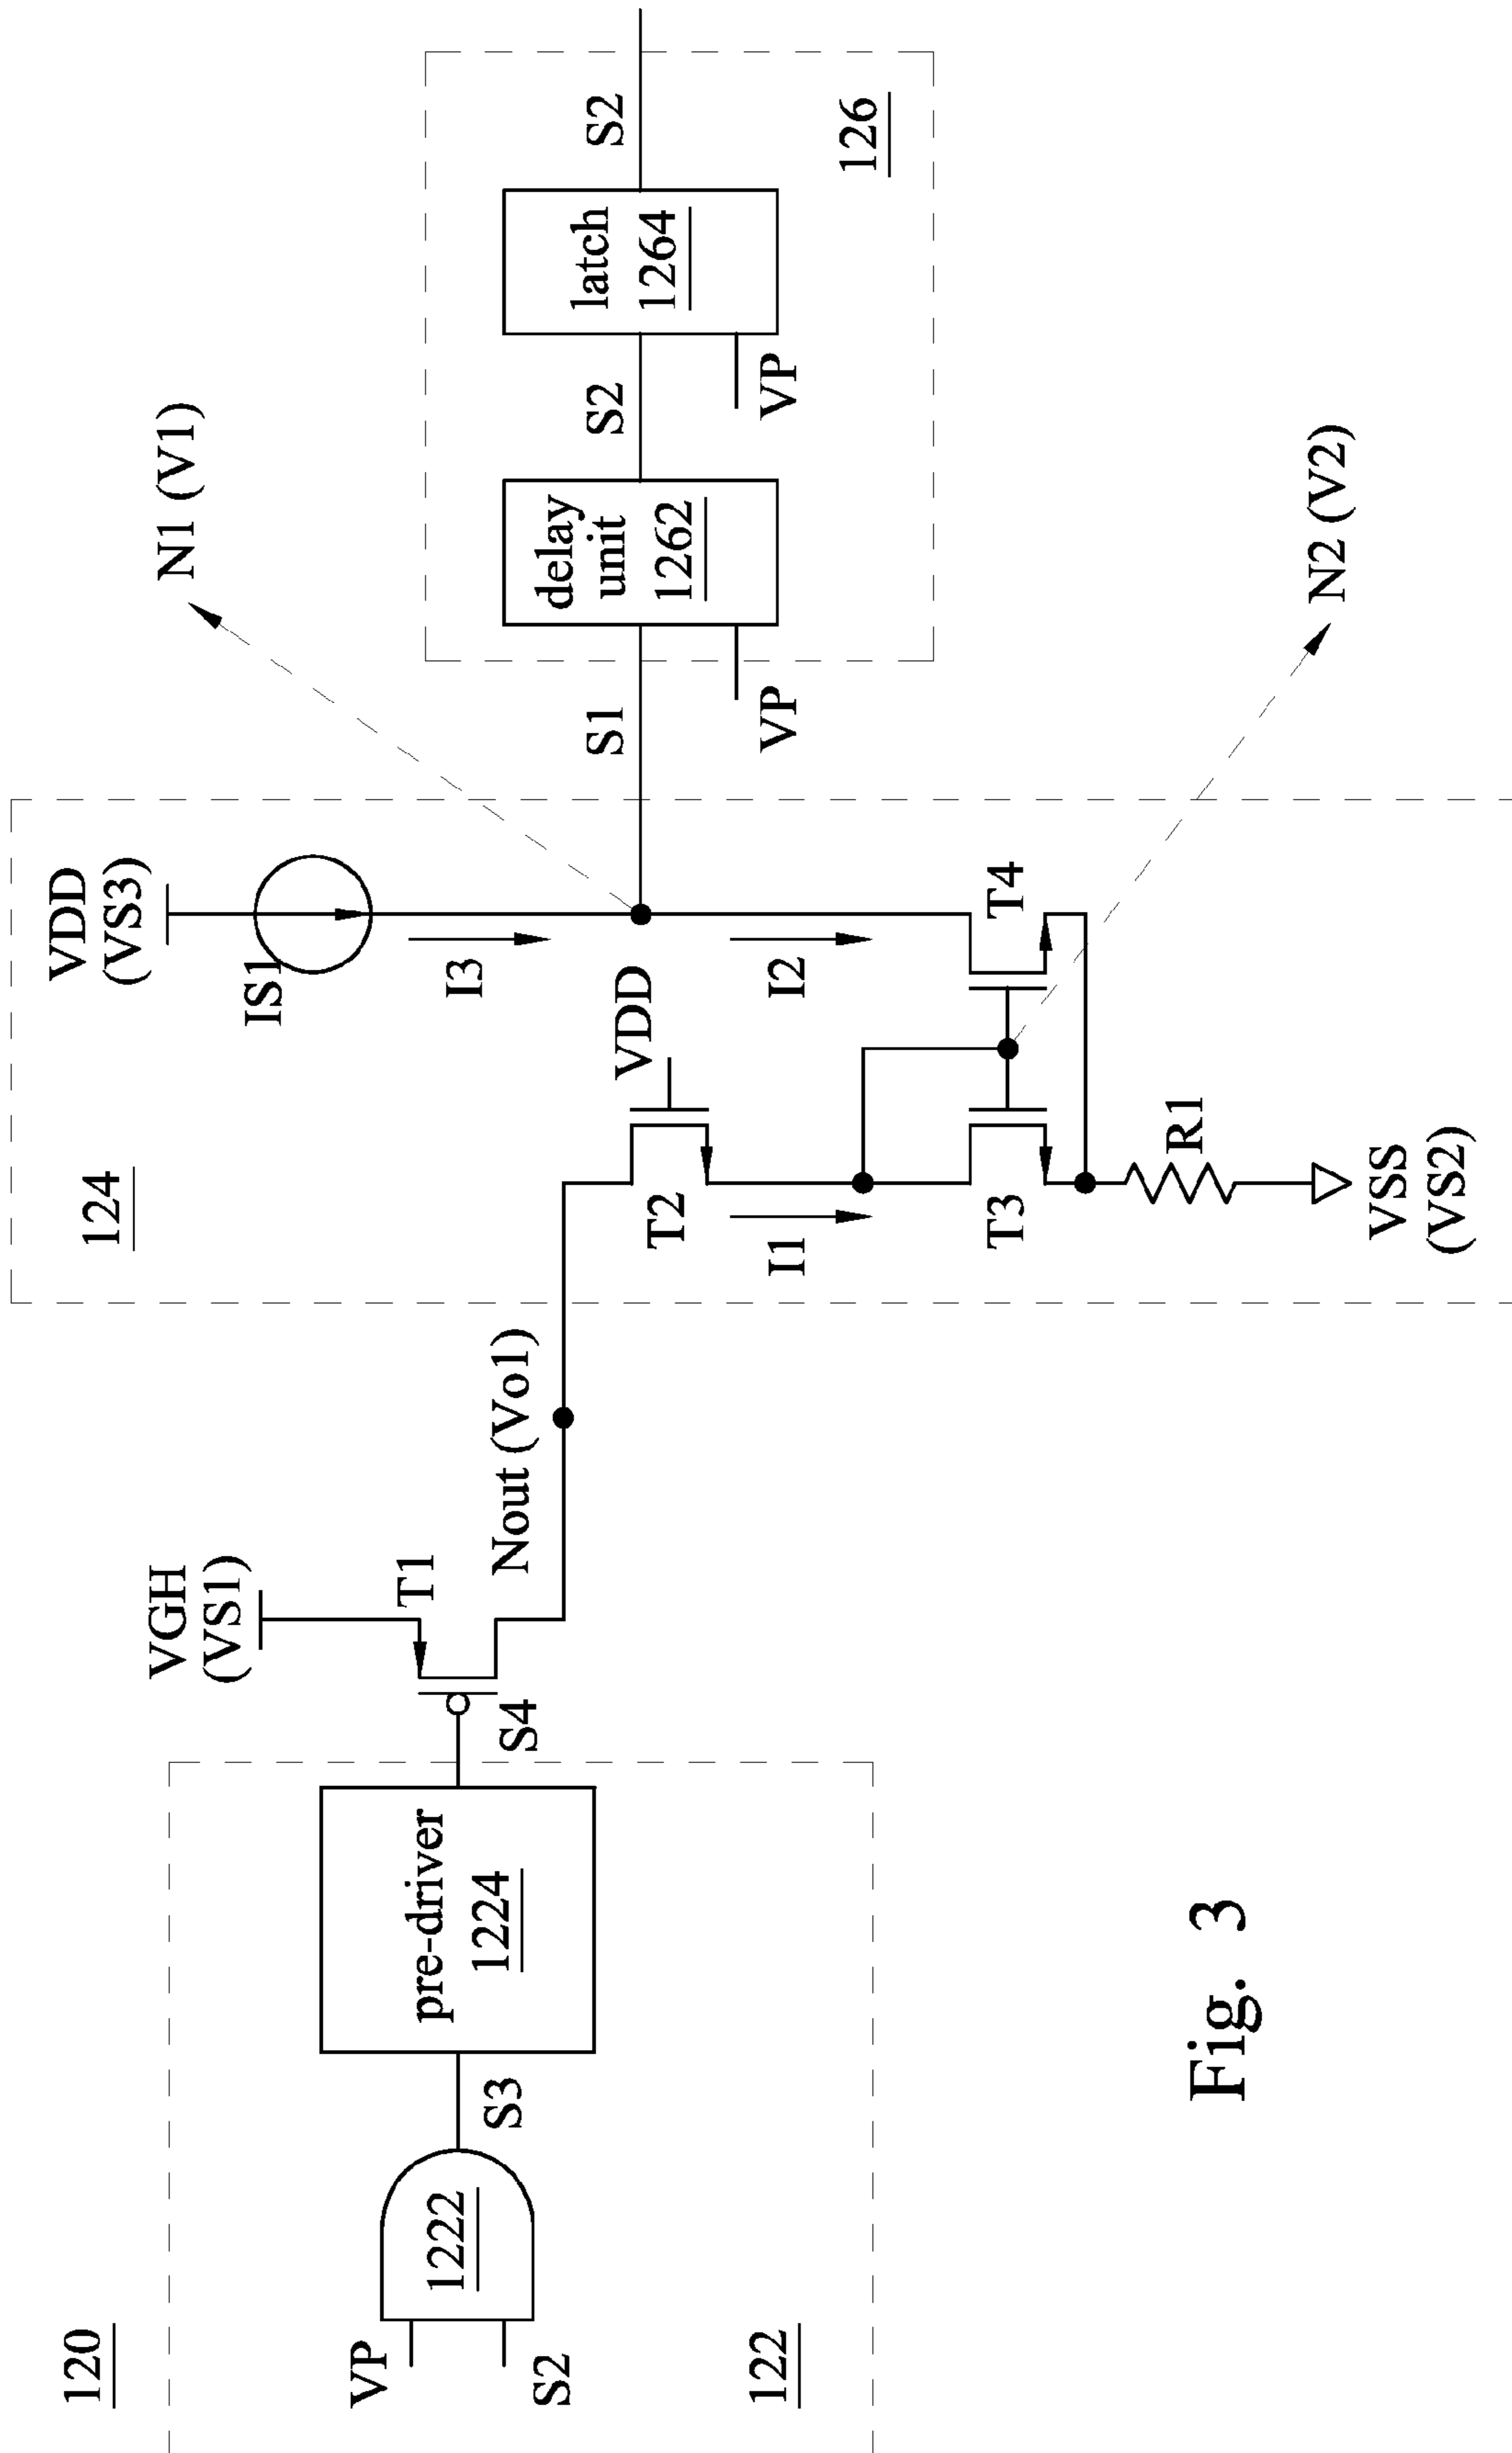 120
122
VP
S2
1222
S3
pre-driver
1224
S4
VGH
(VS1)
T1
Nout (Vo1)
124
VDD
(VS3)
IS1
I3
I2
VDD
T2
I1
T3
T4
R1
VSS
(VS2)
N1 (V1)
N2 (V2)
S1
VP
delay
unit
1262
S2
VP
latch
1264
S2
126
Fig. 3